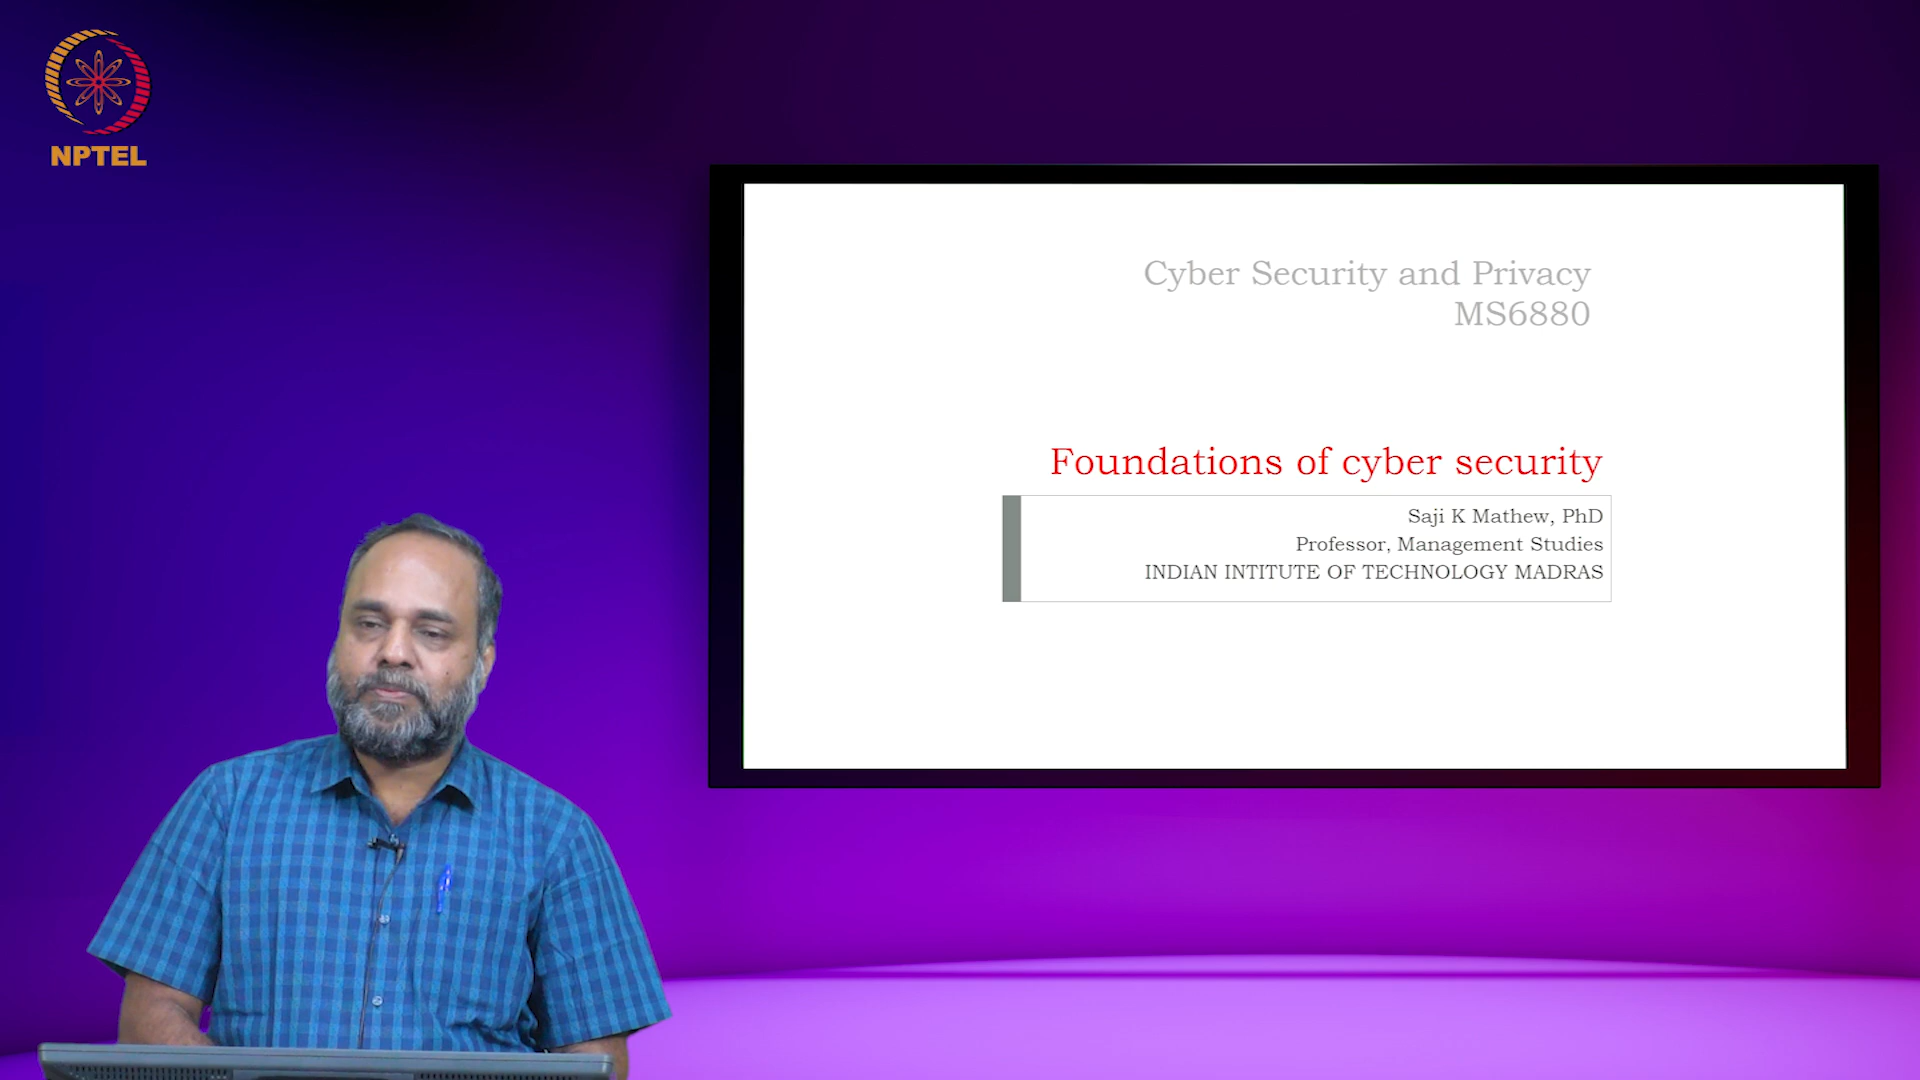 NPTEL
Cyber Security and Privacy
MS6880
Foundations of cyber security
Saji K Mathew, PhD
Professor, Management Studies
INDIAN INTITUTE OF TECHNOLOGY MADRAS